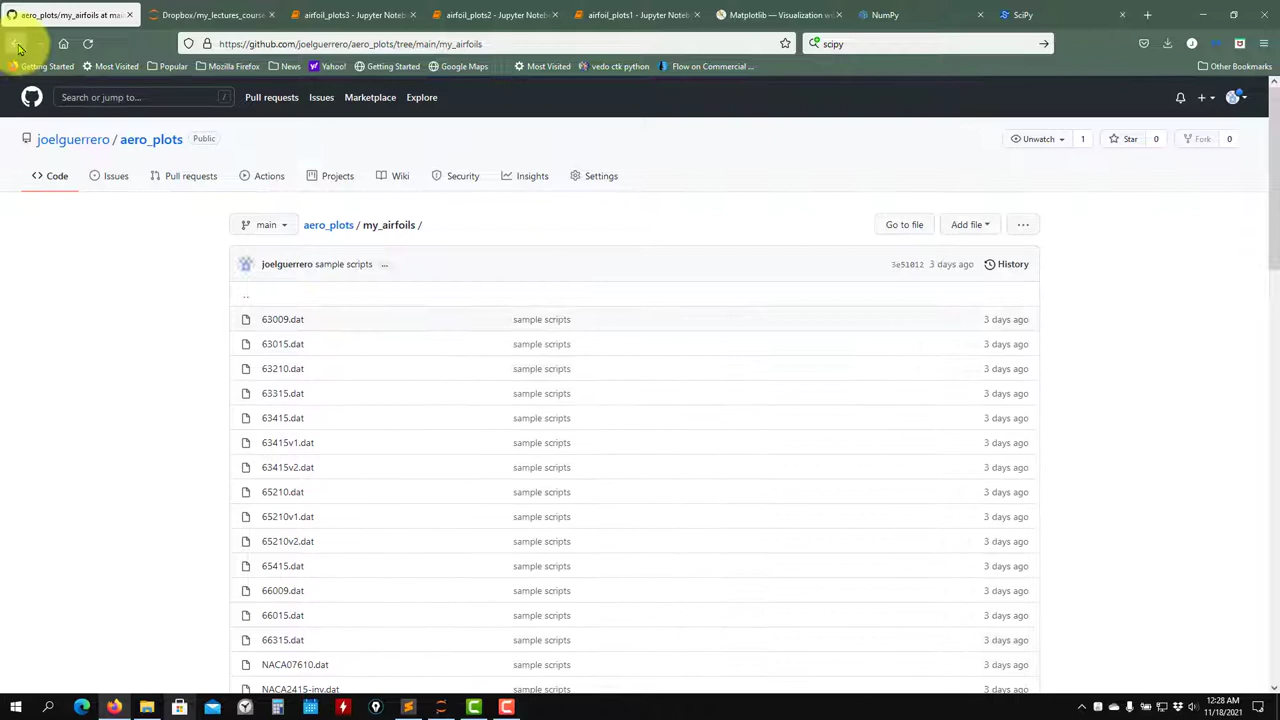 aero_plots/my_airfoils at mai
Dropbox/my_lectures_course
airfoil_plots3 - Jupyter Notebo
airfoil_plots2 - Jupyter Notebo
airfoil_plots1 - Jupyter Notebo
Matplotlib — Visualization w
NumPy
SciPy
https://github.com/joelguerrero/aero_plots/tree/main/my_airfoils
scipy
Getting Started
Most Visited
Popular
Mozilla Firefox
News
Yahoo!
Getting Started
Google Maps
Most Visited
vedo ctk python
Flow on Commercial ...
Other Bookmarks
Search or jump to...
/
Pull requests
Issues
Marketplace
Explore
joelguerrero / aero_plots
Public
Unwatch
1
Star
0
Fork
0
Code
Issues
Pull requests
Actions
Projects
Wiki
Security
Insights
Settings
main
aero_plots / my_airfoils /
Go to file
Add file
...
joelguerrero sample scripts
...
3e51012
3 days ago
History
..
63009.dat sample scripts 3 days ago
63015.dat sample scripts 3 days ago
63210.dat sample scripts 3 days ago
63315.dat sample scripts 3 days ago
63415.dat sample scripts 3 days ago
63415v1.dat sample scripts 3 days ago
63415v2.dat sample scripts 3 days ago
65210.dat sample scripts 3 days ago
65210v1.dat sample scripts 3 days ago
65210v2.dat sample scripts 3 days ago
65415.dat sample scripts 3 days ago
66009.dat sample scripts 3 days ago
66015.dat sample scripts 3 days ago
66315.dat sample scripts 3 days ago
NACA07610.dat sample scripts 3 days ago
NACA2415-inv.dat sample scripts 3 days ago
12:28 AM
11/18/2021